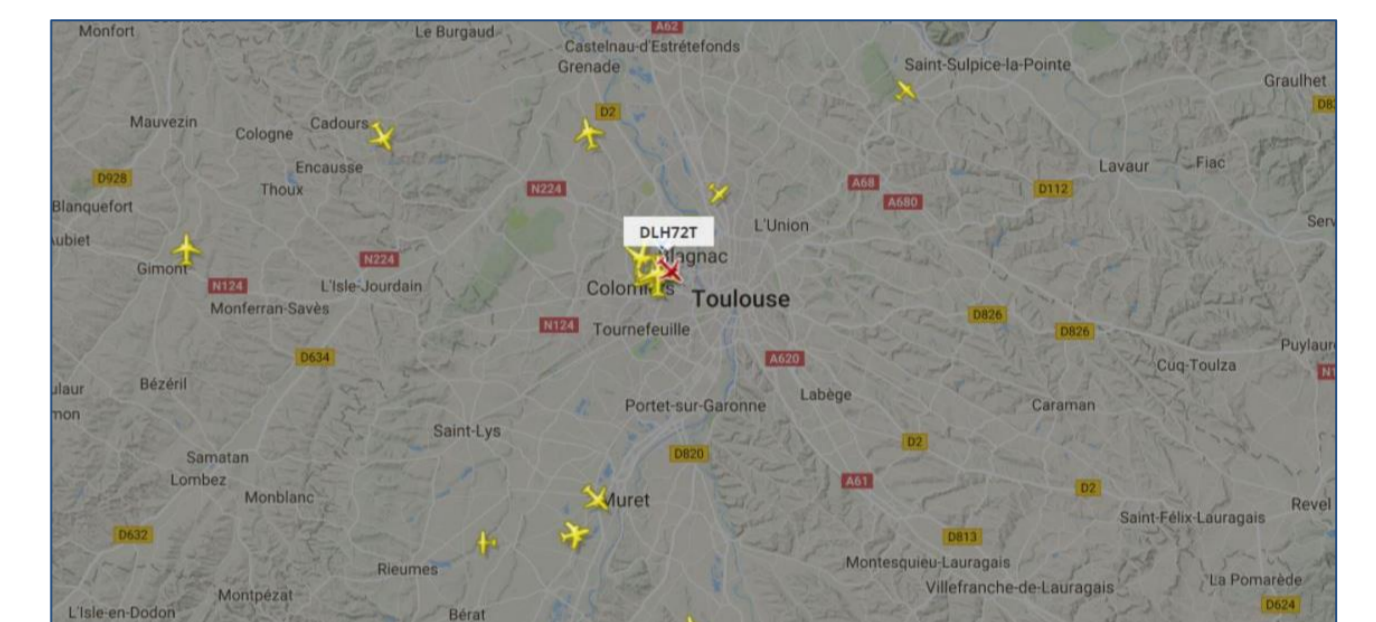 A62
Monfort
Le Burgaud
Castelnau-d'Estrétefonds
Grenade
Saint-Sulpice-la-Pointe
Graulhet
D2
Mauvezin
Cologne
Cadours
Encausse
Thoux
D928
N224
A68
A680
D112
Lavaur
Fiac
Blanquefort
L'Union
DLH72T
Gimont
N224
N124
L'Isle-Jourdain
Monferran-Savès
Toulouse
N124
Tournefeuille
D826
D826
D634
A620
Cuq-Toulza
Bézéril
Labège
Portet-sur-Garonne
Caraman
Saint-Lys
D2
D820
Samatan
Lombez
Monblanc
A61
D2
Muret
Revel
Saint-Félix-Lauragais
D632
D813
Rieumes
Montesquieu-Lauragais
Villefranche-de-Lauragais
La Pomarède
Montpézat
D624
L'Isle-en-Dodon
Bérat